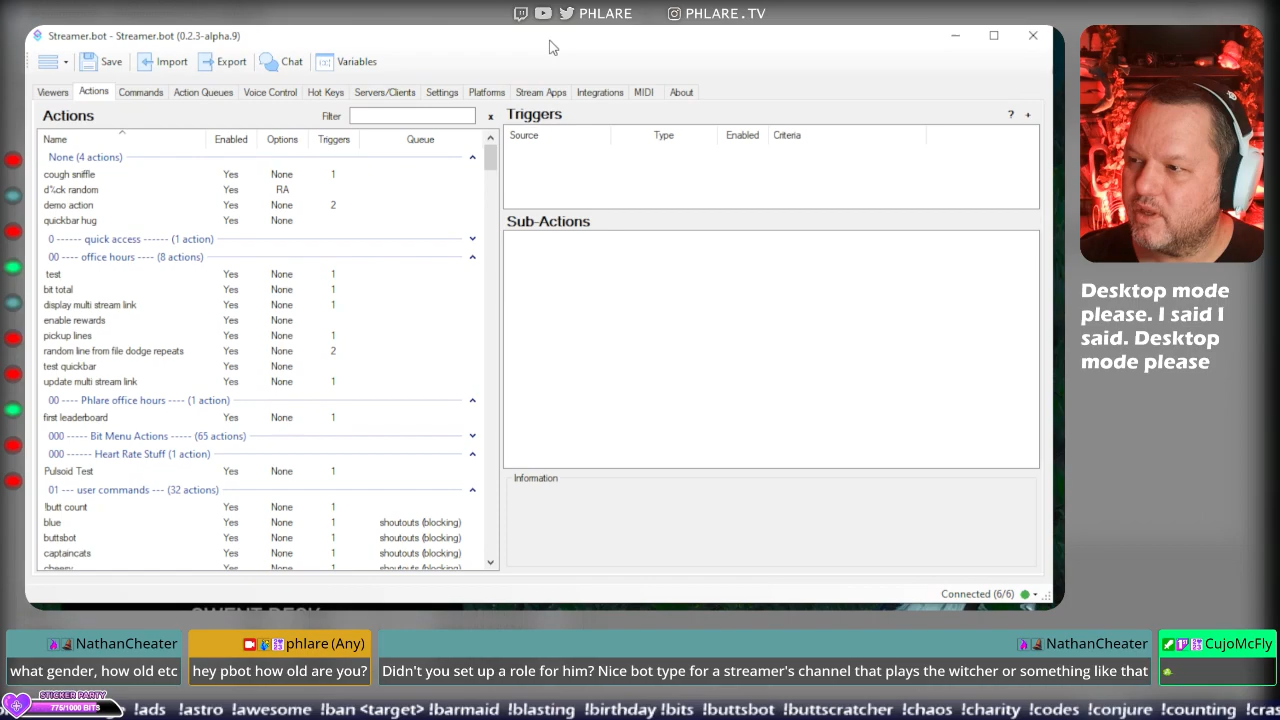 PHLARE PHLARE.TV
Streamer.bot - Streamer.bot (0.2.3-alpha.9)
Save Import Export Chat Variables
Viewers Actions Commands Action Queues Voice Control Hot Keys Servers/Clients Settings Platforms Stream Apps Integrations MIDI About
Actions Filter x
Triggers ? +
Name Enabled Options Triggers Queue
Source Type Enabled Criteria
None (4 actions)
cough sniffle Yes None 1
d*ck random Yes RA
demo action Yes None 2
quickbar hug Yes None
Sub-Actions
0 ------ quick access ------ (1 action)
00 ---- office hours ---- (8 actions)
test Yes None 1
bit total Yes None 1
display multi stream link Yes None 1
enable rewards Yes None
pickup lines Yes None 1
random line from file dodge repeats Yes None 2
test quickbar Yes None
update multi stream link Yes None 1
00 ---- Phlare office hours ---- (1 action)
first leaderboard Yes None 1
000 ----- Bit Menu Actions ----- (65 actions)
000 ----- Heart Rate Stuff (1 action)
Pulsoid Test Yes None 1
01 --- user commands --- (32 actions)
!butt count Yes None 1
blue Yes None 1 shoutouts (blocking)
buttsbot Yes None 1 shoutouts (blocking)
captaincats Yes None 1 shoutouts (blocking)
cheery Yes None 1 shoutouts (blocking)
Information
Connected (6/6)
Desktop mode
please. I said I
said. Desktop
mode please
NathanCheater
what gender, how old etc
phlare (Any)
hey pbot how old are you?
NathanCheater
Didn't you set up a role for him? Nice bot type for a streamer's channel that plays the witcher or something like that
CujoMcFly
STICKER PARTY
775/1000 BITS
!ads !astro !awesome !ban <target> !barmaid !blasting !birthday !bits !buttsbot !buttscratcher !chaos !charity !codes !conjure !counting !cras